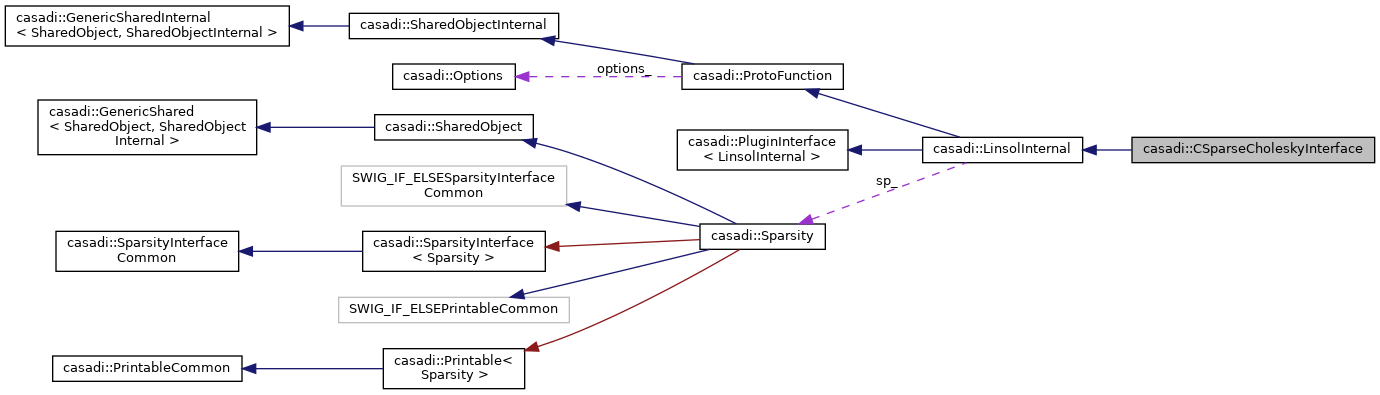 casadi::GenericSharedInternal
< SharedObject, SharedObjectInternal >
casadi::SharedObjectInternal
casadi::Options
options_
casadi::ProtoFunction
casadi::GenericShared
< SharedObject, SharedObject
Internal >
casadi::SharedObject
casadi::PluginInterface
< LinsolInternal >
casadi::LinsolInternal
casadi::CSparseCholeskyInterface
SWIG_IF_ELSESparsityInterface
Common
sp_
casadi::SparsityInterface
Common
casadi::SparsityInterface
< Sparsity >
casadi::Sparsity
SWIG_IF_ELSEPrintableCommon
casadi::PrintableCommon
casadi::Printable<
Sparsity >